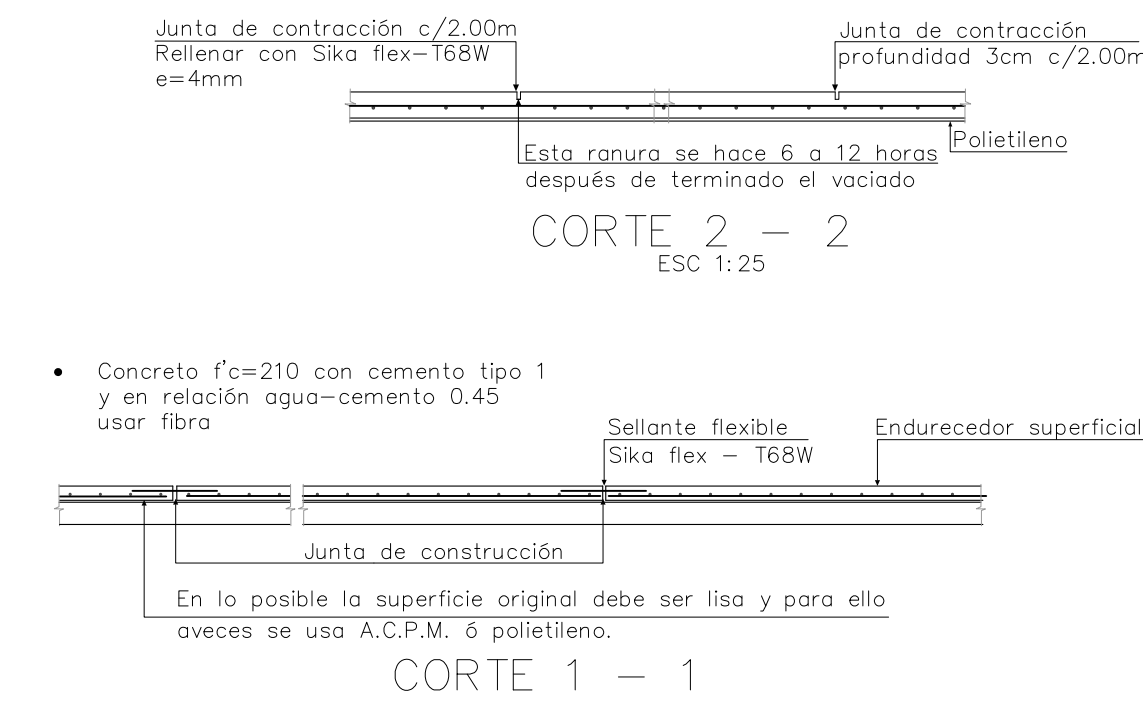 Junta de contracción c/2.00m
Rellenar con Sika flex-T68W
e=4mm
Junta de contracción
profundidad 3cm c/2.00m
Polietileno
Esta ranura se hace 6 a 12 horas
después de terminado el vaciado
CORTE 2 - 2
ESC 1:25
• Concreto f'c=210 con cemento tipo 1
y en relación agua-cemento 0.45
usar fibra
Sellante flexible
Sika flex - T68W
Endurecedor superficial
Junta de construcción
En lo posible la superficie original debe ser lisa y para ello
aveces se usa A.C.P.M. ó polietileno.
CORTE 1 - 1